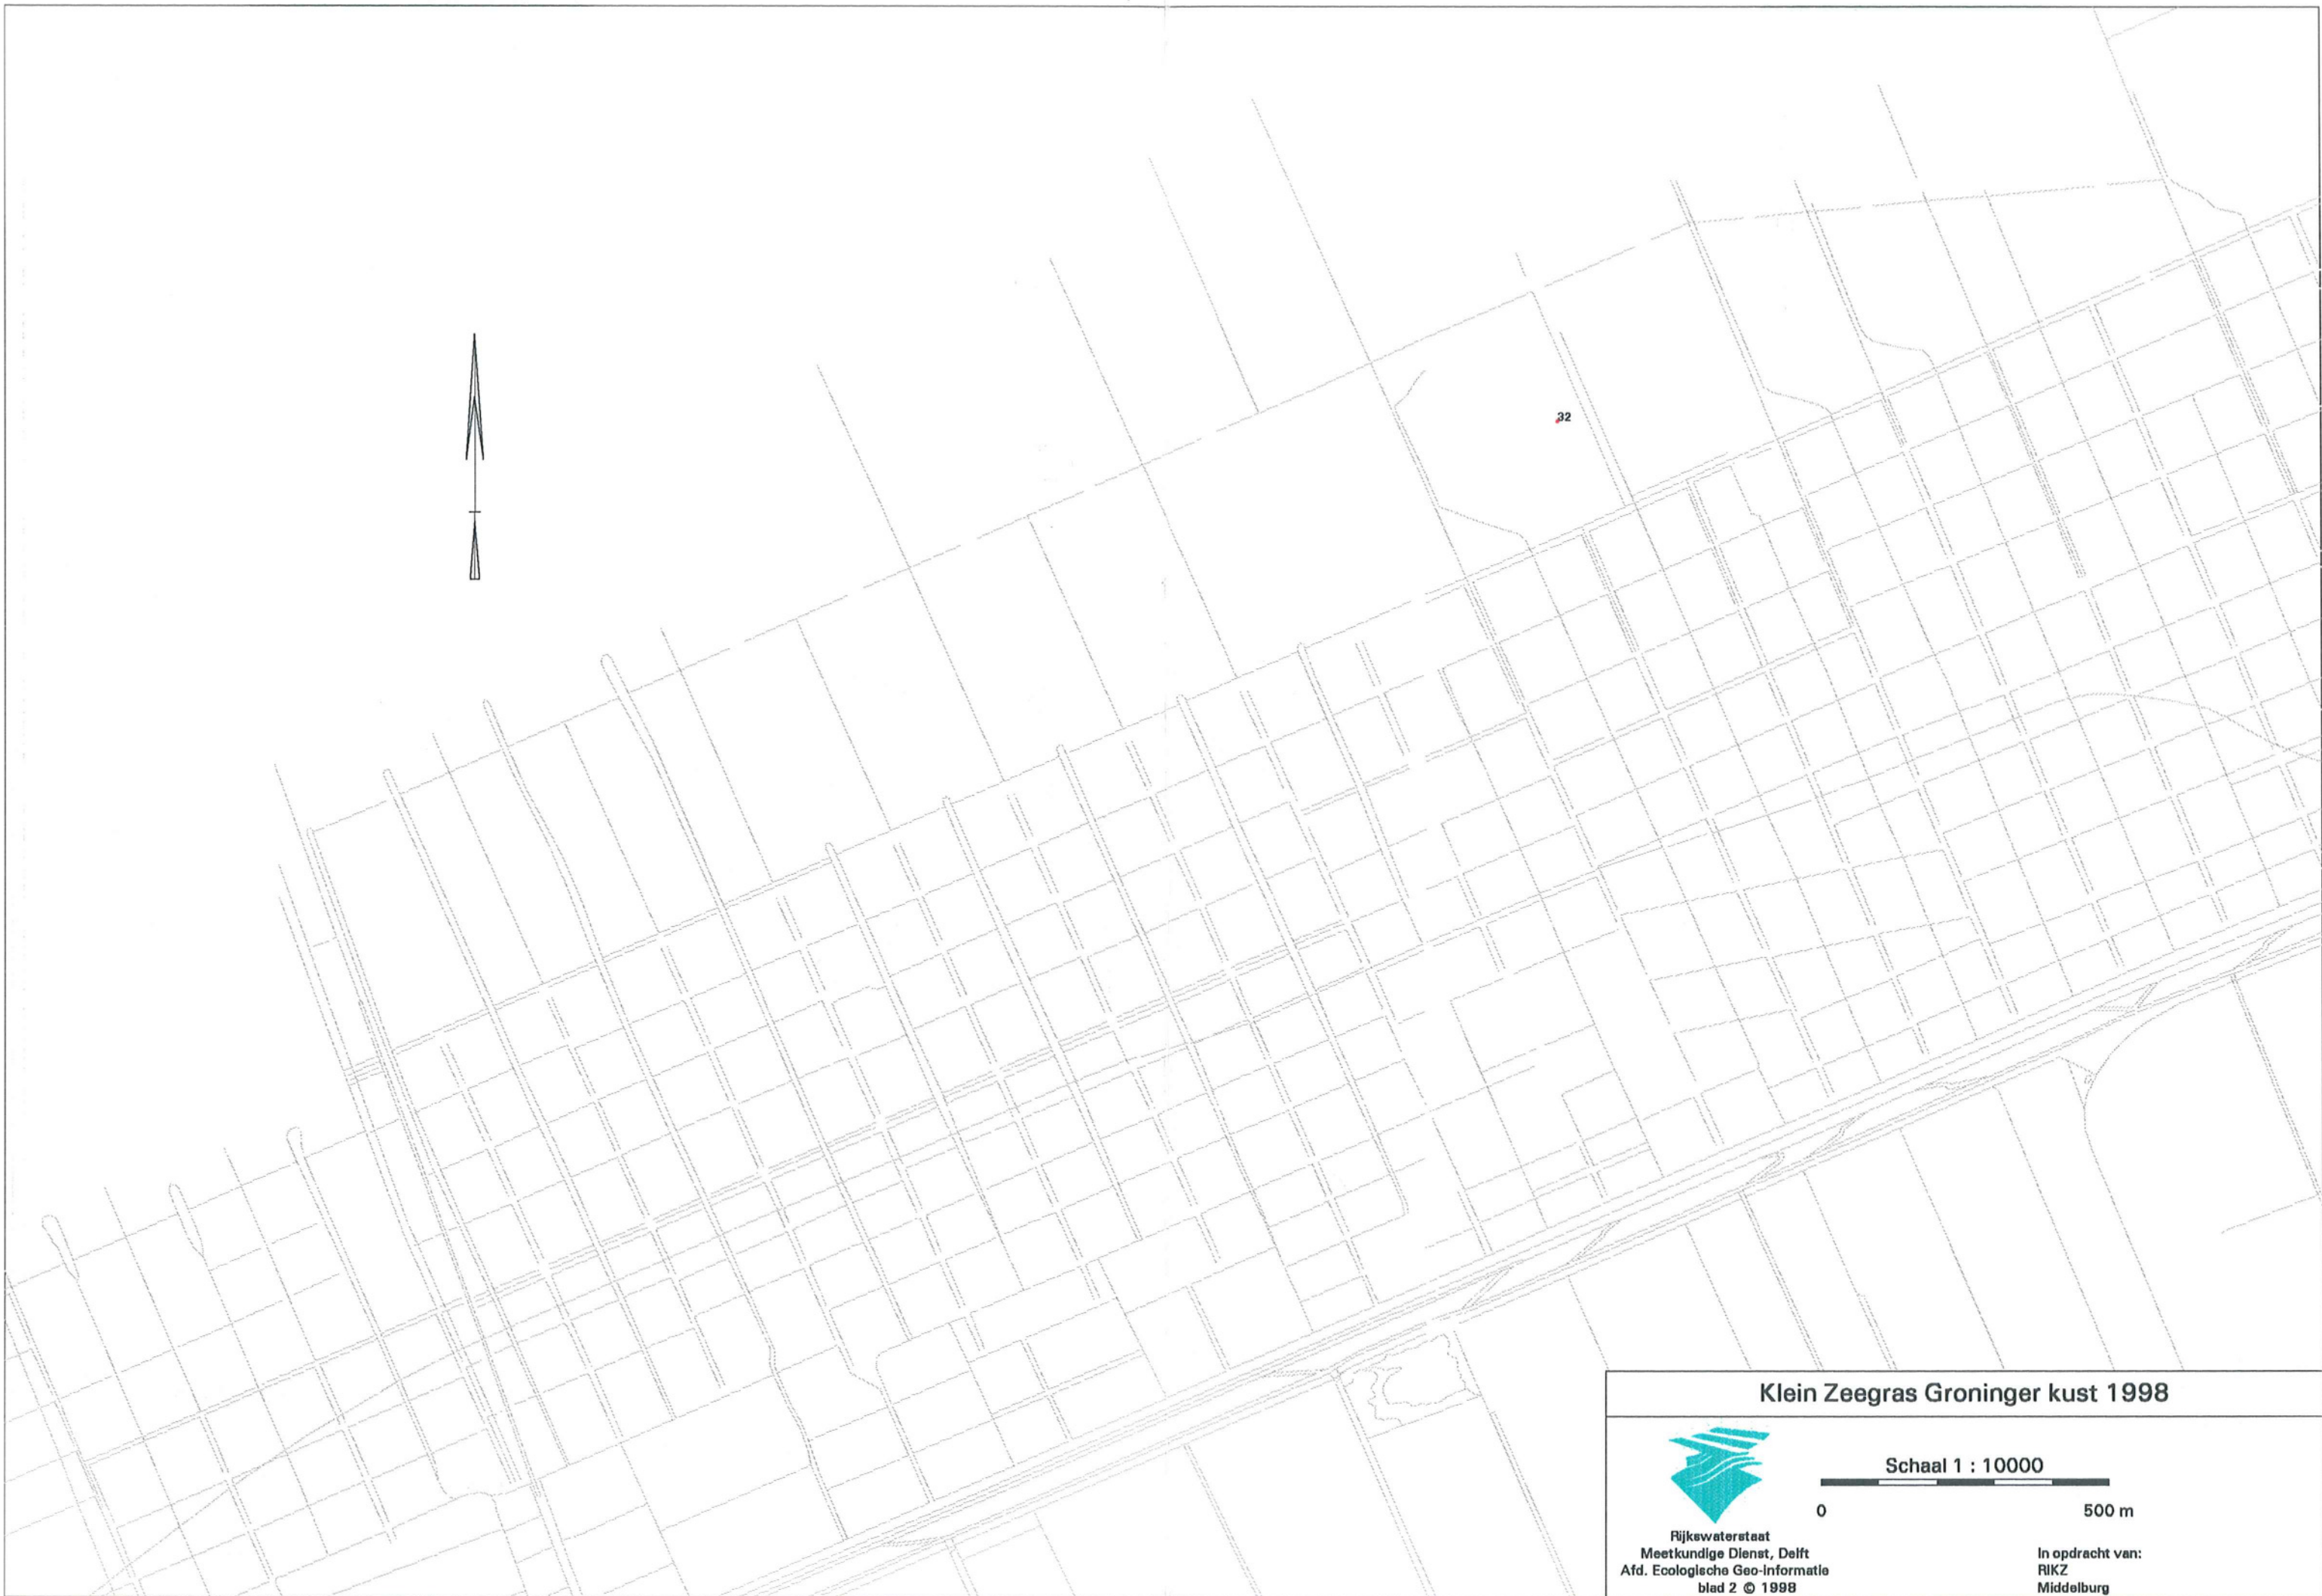 32
Klein Zeegras Groninger kust 1998
Schaal 1 : 10000
0 500 m
Rijkswaterstaat
Meetkundige Dienst, Delft
Afd. Ecologische Geo-Informatie
blad 2 © 1998
In opdracht van:
RIKZ
Middelburg